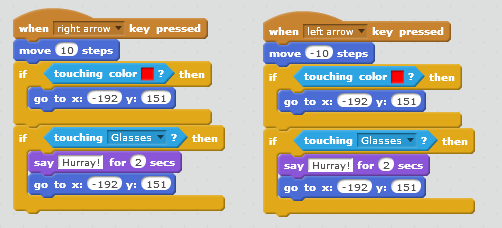 when right arrow key pressed
move 10 steps
if touching color ? then
go to x: -192 y: 151
if touching Glasses ? then
say Hurray! for 2 secs
go to x: -192 y: 151
when left arrow key pressed
move -10 steps
if touching color ? then
go to x: -192 y: 151
if touching Glasses ? then
say Hurray! for 2 secs
go to x: -192 y: 151